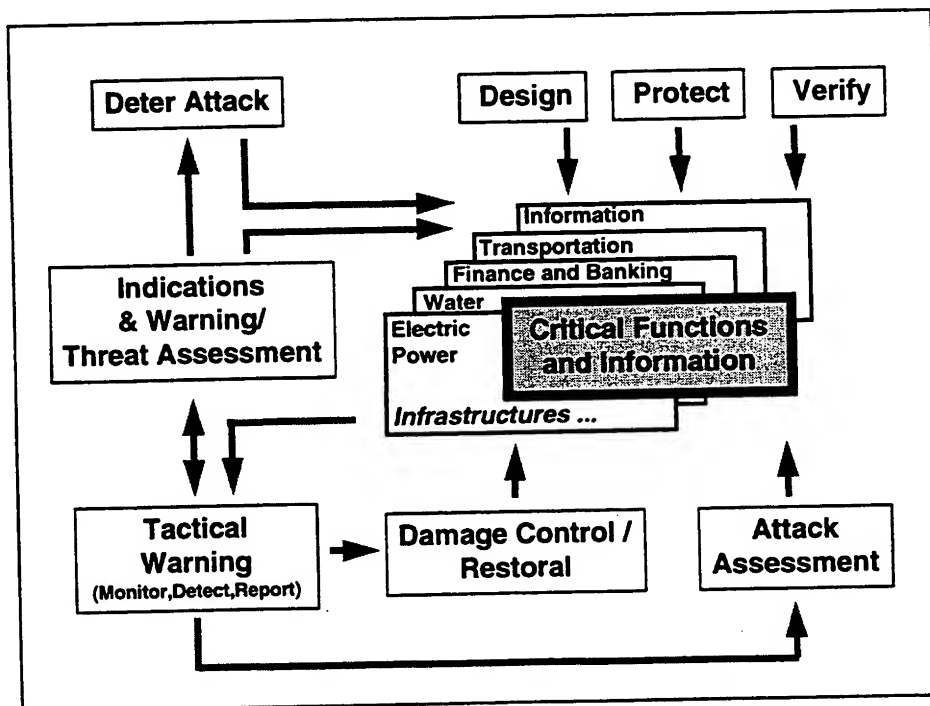 Deter Attack
Design
Protect
Verify
Information
Transportation
Finance and Banking
Water
Electric
Power
Infrastructures ...
Critical Functions
and Information
Indications
& Warning/
Threat Assessment
Tactical
Warning
(Monitor,Detect,Report)
Damage Control /
Restoral
Attack
Assessment